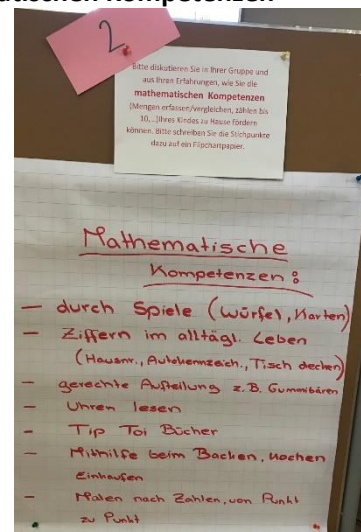 mathematischen Kompetenzen
2
Bitte diskutieren Sie in Ihrer Gruppe und
aus Ihren Erfahrungen, wie Sie die
mathematischen Kompetenzen
(Mengen erfassen/vergleichen, zählen bis
10,...)Ihres Kindes zu Hause fördern
können. Bitte schreiben Sie die Stichpunkte
dazu auf ein Flipchartpapier.
Mathematische
Kompetenzen:
- durch Spiele (Würfel, Karten)
- Ziffern im alltägl. Leben
(Hausnr., Autokennzeich., Tisch decken)
- gerechte Aufteilung z. B. Gummibären
- Uhren lesen
- Tip Toi Bücher
- Mithilfe beim Backen, Kochen
Einkaufen
- Malen nach Zahlen, von Punkt
zu Punkt